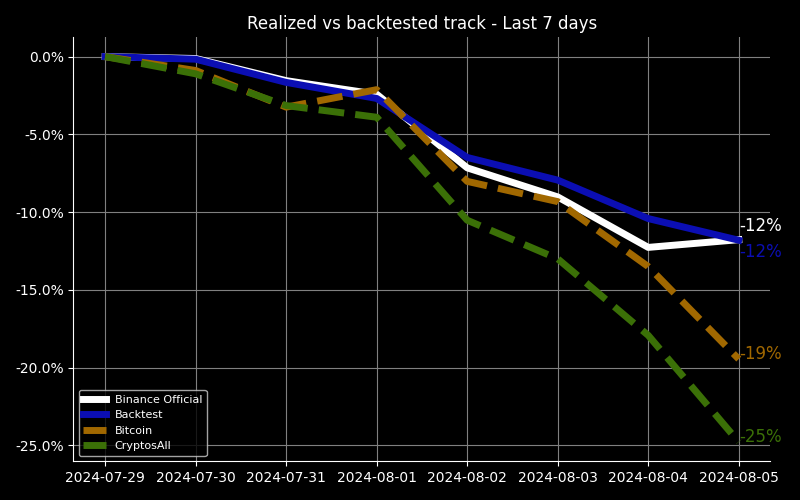 Realized vs backtested track - Last 7 days
0.0%
-5.0%
-10.0%
-15.0%
-20.0%
-25.0%
-12%
-12%
-19%
-25%
Binance Official
Backtest
Bitcoin
CryptosAll
2024-07-29 2024-07-30 2024-07-31 2024-08-01 2024-08-02 2024-08-03 2024-08-04 2024-08-05